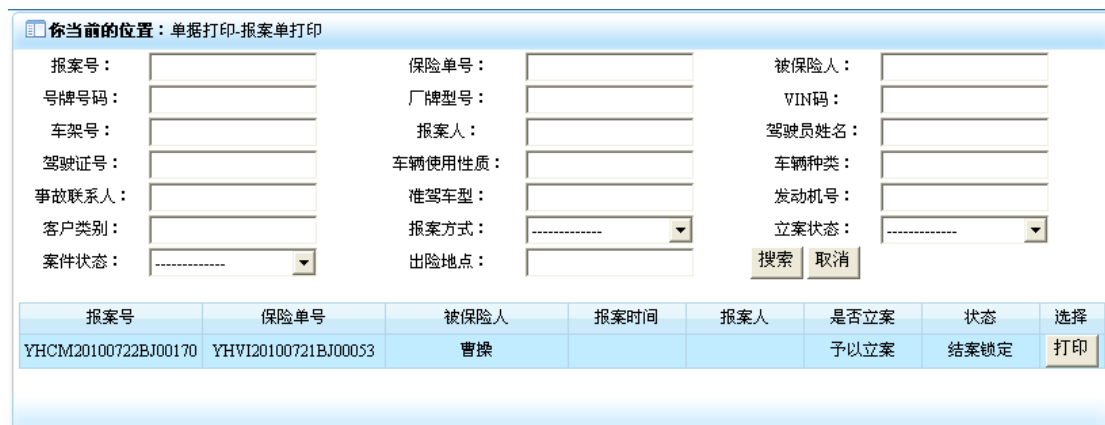 你当前的位置：单据打印-报案单打印
报案号： 保险单号： 被保险人：
号牌号码： 厂牌型号： VIN码：
车架号： 报案人： 驾驶员姓名：
驾驶证号： 车辆使用性质： 车辆种类：
事故联系人： 准驾车型： 发动机号：
客户类别： 报案方式： ------------- 立案状态： -------------
案件状态： ------------- 出险地点： 搜索 取消
报案号 保险单号 被保险人 报案时间 报案人 是否立案 状态 选择
YHCM20100722BJ00170 YHVI20100721BJ00053 曹操 予以立案 结案锁定 打印